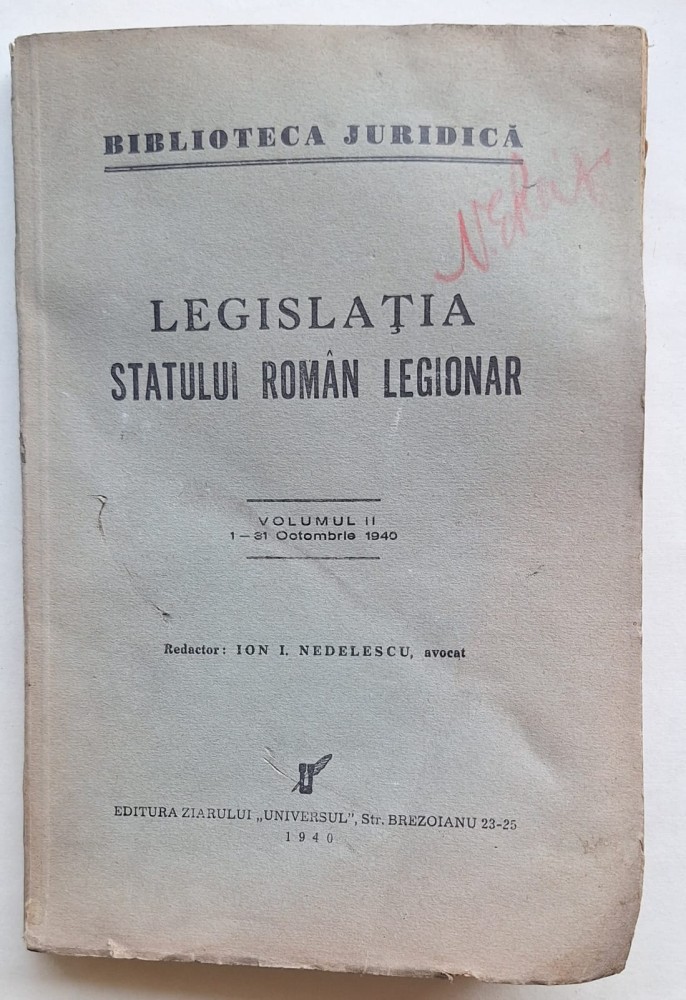 BIBLIOTECA JURIDICĂ
LEGISLAŢIA
STATULUI ROMÂN LEGIONAR
VOLUMUL II
1–31 Octombrie 1940
Redactor: ION I. NEDELESCU, avocat
EDITURA ZIARULUI „UNIVERSUL”, Str. BREZOIANU 23-25
1940